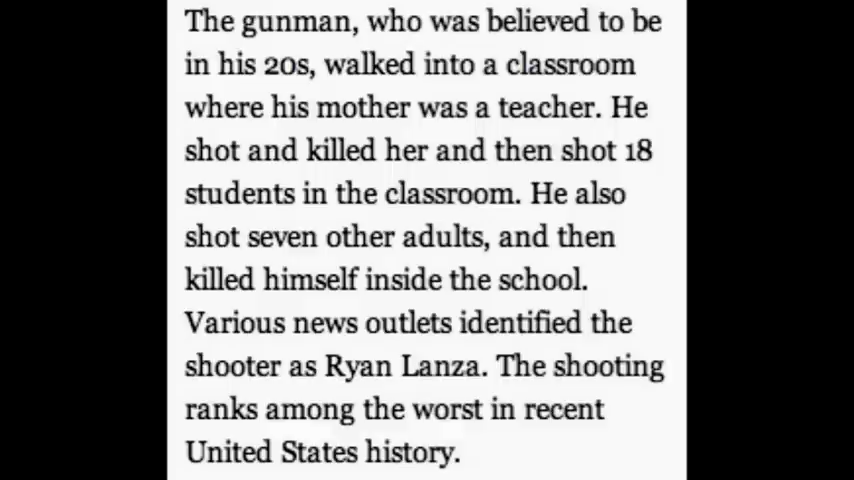 The gunman, who was believed to be
in his 20s, walked into a classroom
where his mother was a teacher. He
shot and killed her and then shot 18
students in the classroom. He also
shot seven other adults, and then
killed himself inside the school.
Various news outlets identified the
shooter as Ryan Lanza. The shooting
ranks among the worst in recent
United States history.